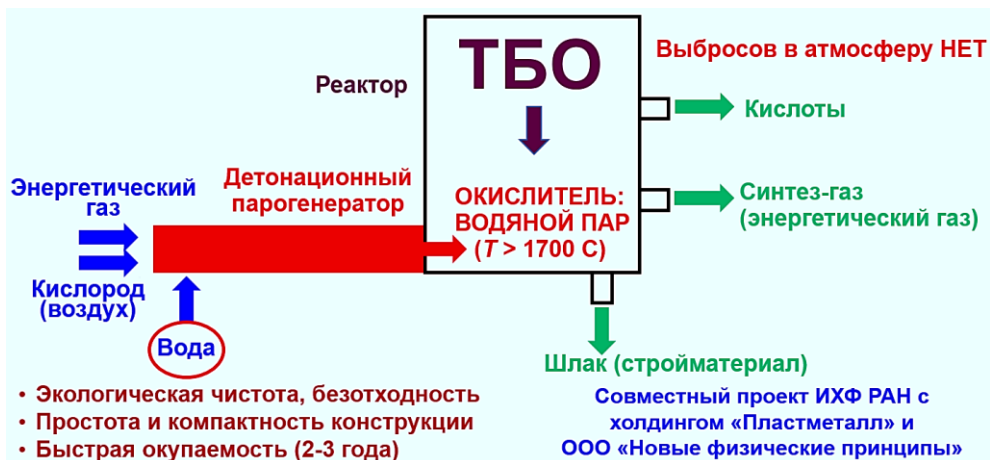 ТБО
Выбросов в атмосферу НЕТ
Реактор
Кислоты
Энергетический
газ
Детонационный
парогенератор
ОКИСЛИТЕЛЬ:
ВОДЯНОЙ ПАР
(T > 1700 С)
Синтез-газ
(энергетический газ)
Кислород
(воздух)
Вода
Шлак (стройматериал)
• Экологическая чистота, безотходность
• Простота и компактность конструкции
• Быстрая окупаемость (2-3 года)
Совместный проект ИХФ РАН с
холдингом «Пластметалл» и
ООО «Новые физические принципы»